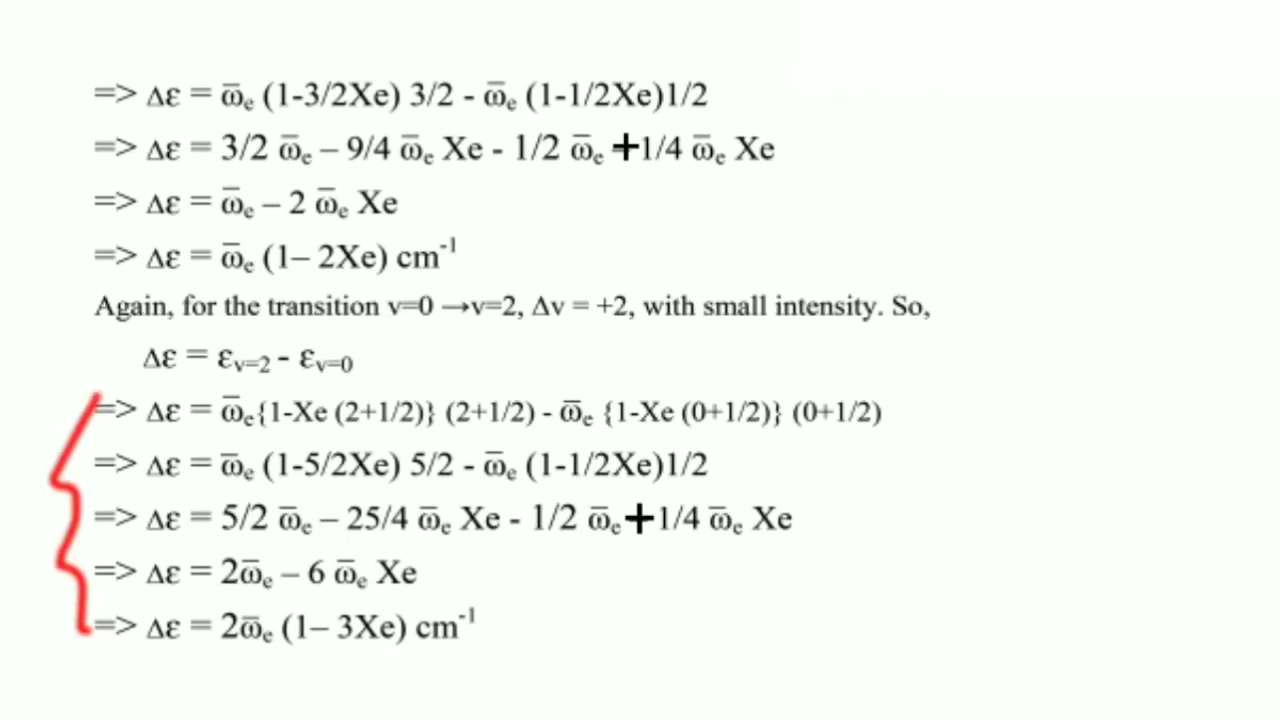 => Δε = ω̅ₑ (1-3/2Xe) 3/2 - ω̅ₑ (1-1/2Xe)1/2
=> Δε = 3/2 ω̅ₑ – 9/4 ω̅ₑ Xe - 1/2 ω̅ₑ +1/4 ω̅ₑ Xe
=> Δε = ω̅ₑ – 2 ω̅ₑ Xe
=> Δε = ω̅ₑ (1– 2Xe) cm⁻¹
Again, for the transition v=0 →v=2, Δv = +2, with small intensity. So,
Δε = εᵥ₌₂ - εᵥ₌₀
=> Δε = ω̅ₑ{1-Xe (2+1/2)} (2+1/2) - ω̅ₑ {1-Xe (0+1/2)} (0+1/2)
=> Δε = ω̅ₑ (1-5/2Xe) 5/2 - ω̅ₑ (1-1/2Xe)1/2
=> Δε = 5/2 ω̅ₑ – 25/4 ω̅ₑ Xe - 1/2 ω̅ₑ+1/4 ω̅ₑ Xe
=> Δε = 2ω̅ₑ – 6 ω̅ₑ Xe
=> Δε = 2ω̅ₑ (1– 3Xe) cm⁻¹